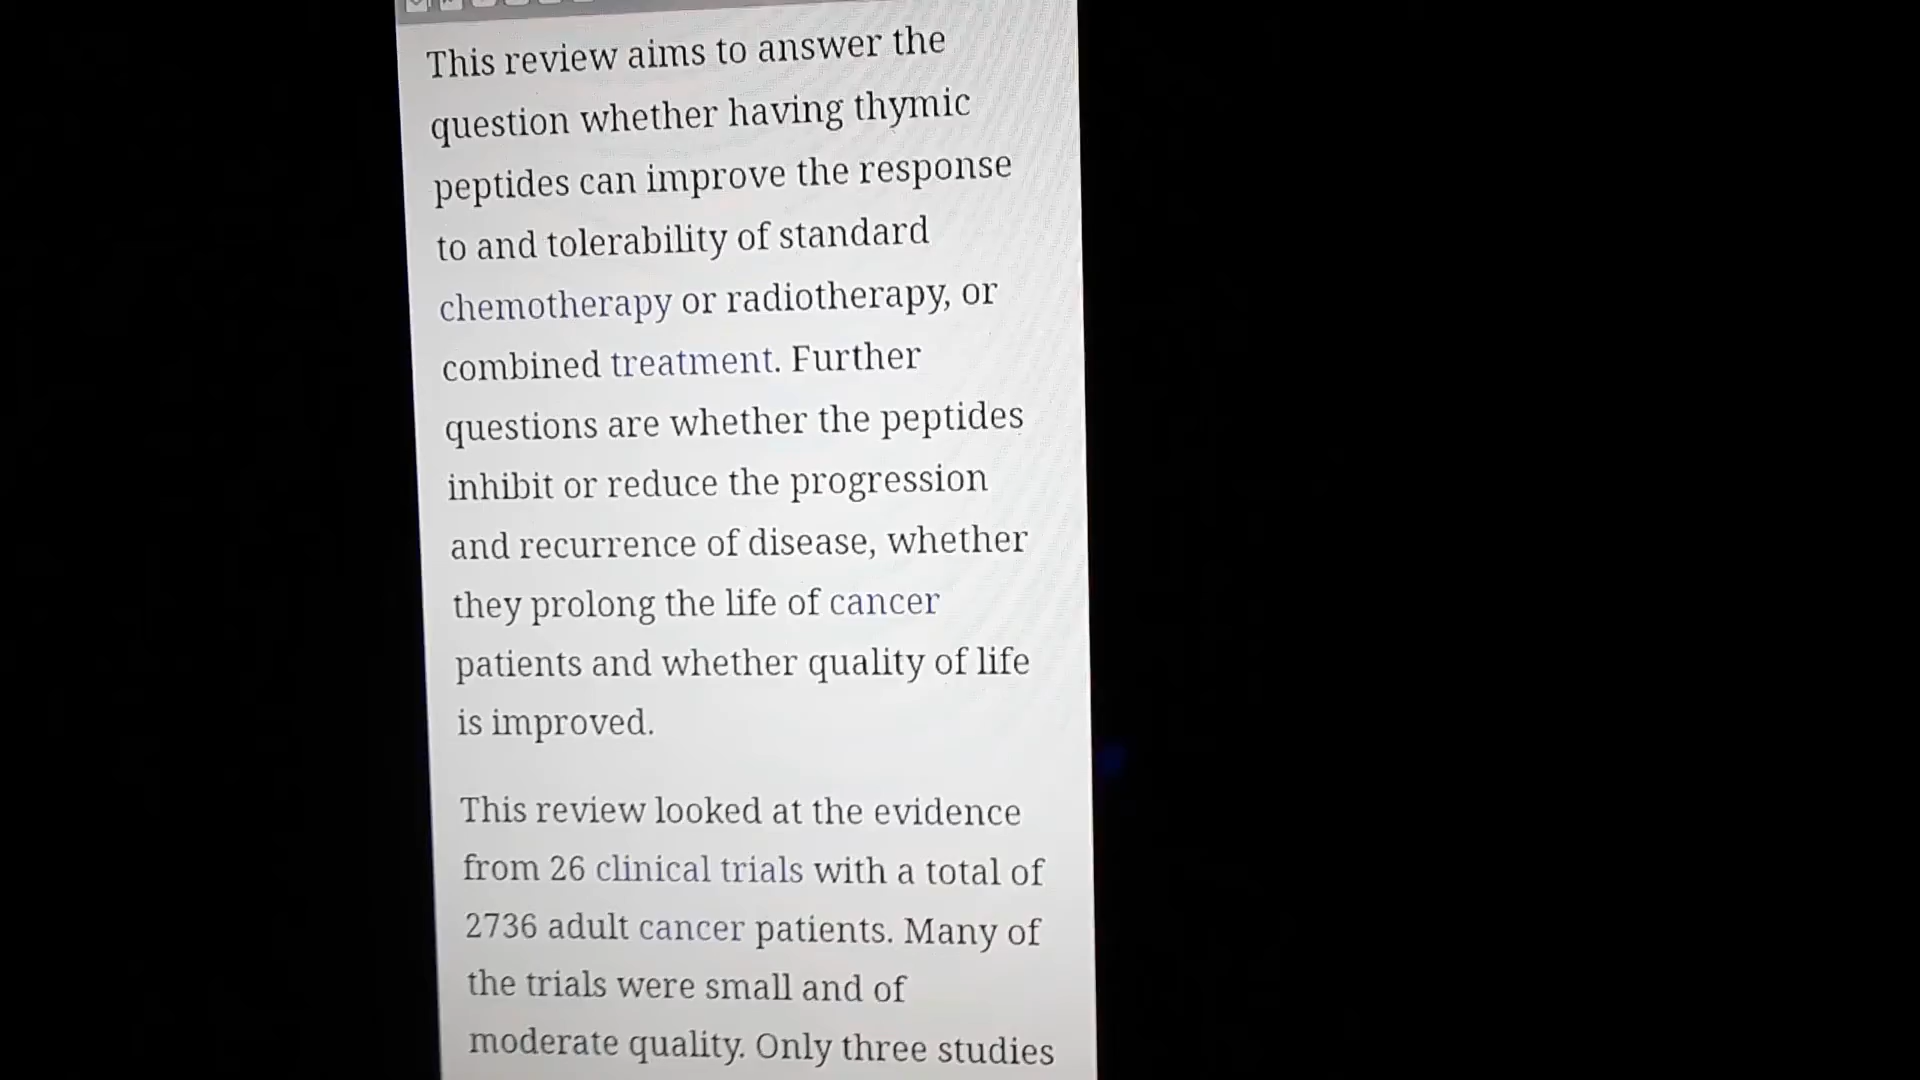 This review aims to answer the
question whether having thymic
peptides can improve the response
to and tolerability of standard
chemotherapy or radiotherapy, or
combined treatment. Further
questions are whether the peptides
inhibit or reduce the progression
and recurrence of disease, whether
they prolong the life of cancer
patients and whether quality of life
is improved.
This review looked at the evidence
from 26 clinical trials with a total of
2736 adult cancer patients. Many of
the trials were small and of
moderate quality. Only three studies